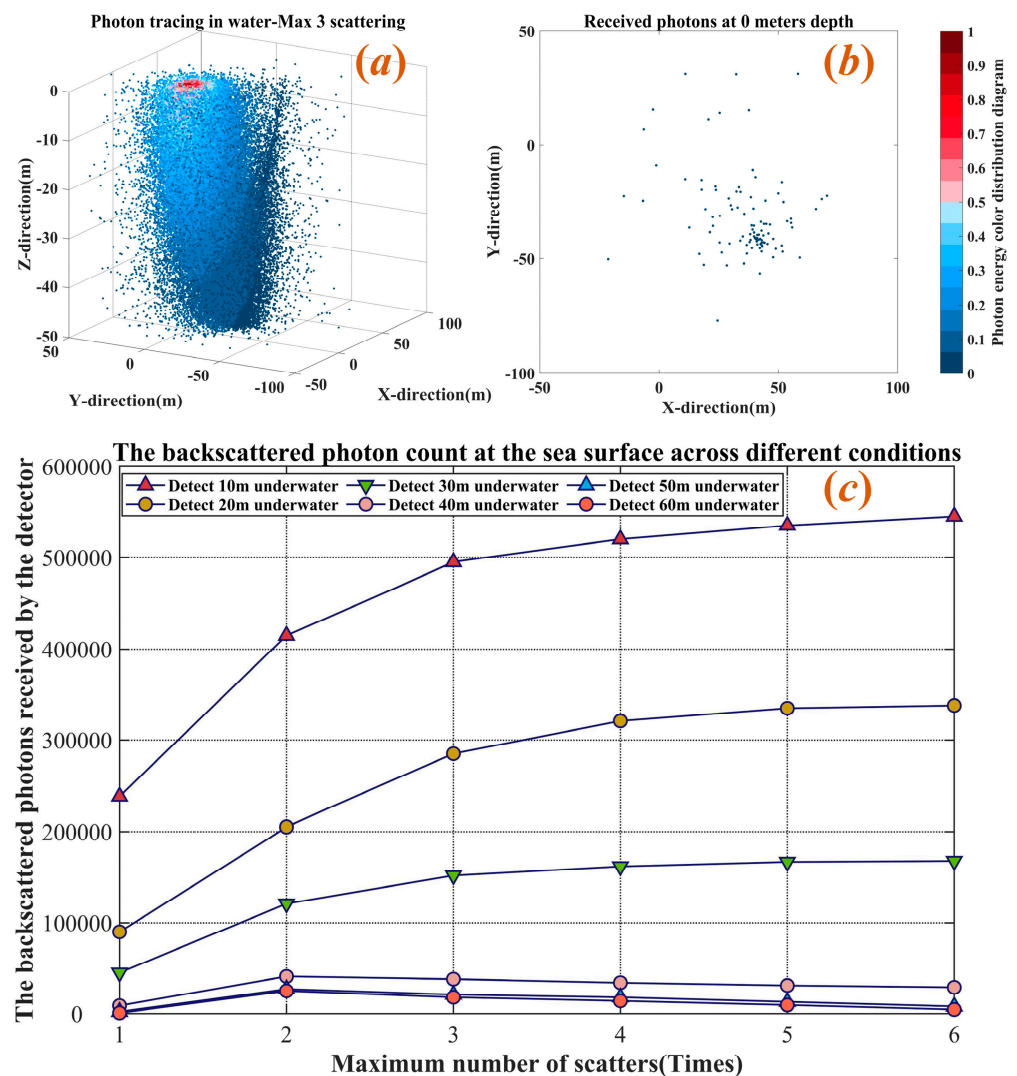 Photon tracing in water-Max 3 scattering
(a)
0
-10
-20
-30
-40
-50
Z-direction(m)
50
0
-50
-100
Y-direction(m)
-50
0
50
100
X-direction(m)
Received photons at 0 meters depth
(b)
50
0
-50
-100
Y-direction(m)
-50
0
50
100
X-direction(m)
1
0.9
0.8
0.7
0.6
0.5
0.4
0.3
0.2
0.1
0
Photon energy color distribution diagram
The backscattered photon count at the sea surface across different conditions
(c)
Detect 10m underwater
Detect 30m underwater
Detect 50m underwater
Detect 20m underwater
Detect 40m underwater
Detect 60m underwater
600000
500000
400000
300000
200000
100000
0
The backscattered photons received by the detector
1
2
3
4
5
6
Maximum number of scatters(Times)